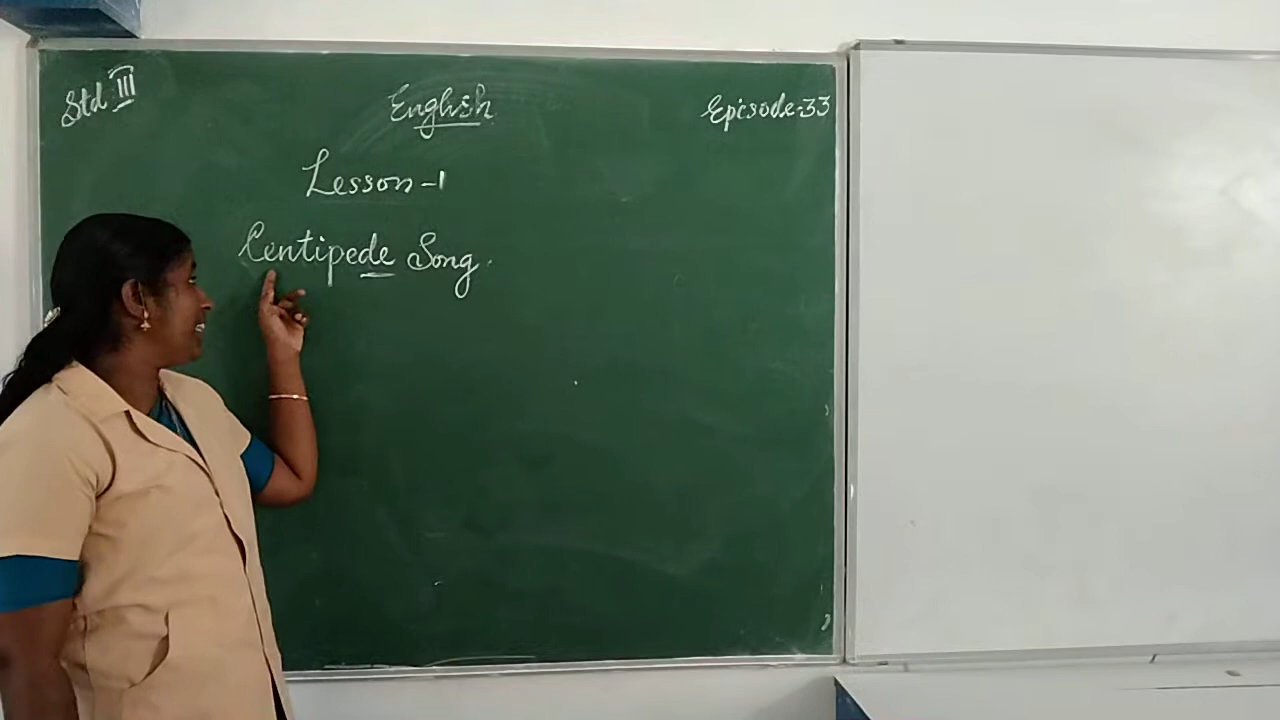 Std III
English
Episode-33
Lesson-1
Centipede Song.